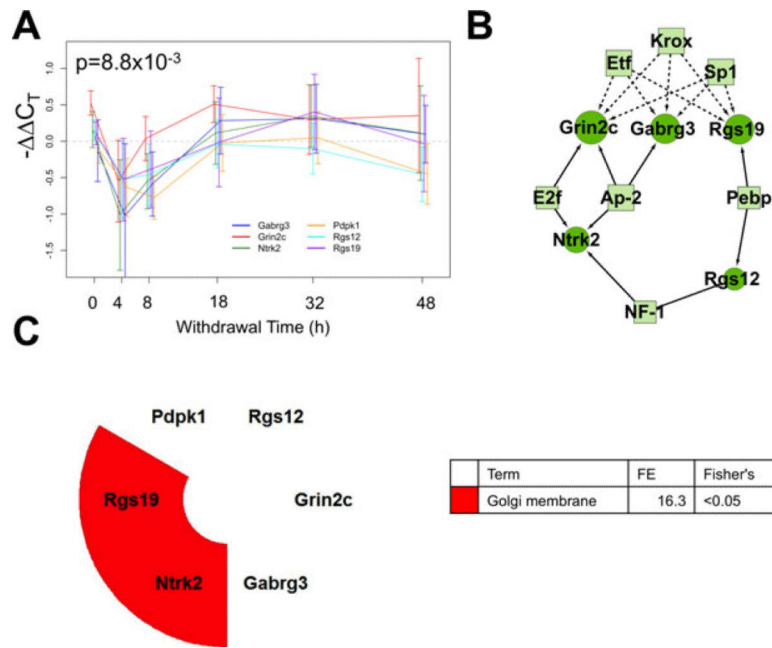 A
p=8.8x10-3
-ΔΔCT
1.0
0.5
0.0
-0.5
-1.0
-1.5
Gabrg3
Grin2c
Ntrk2
Pdpk1
Rgs12
Rgs19
0 4 8 18 32 48
Withdrawal Time (h)
B
Krox
Etf
Sp1
Grin2c Gabrg3 Rgs19
E2f Ap-2 Pebp
Ntrk2
Rgs12
NF-1
C
Pdpk1 Rgs12
Rgs19 Grin2c
Ntrk2 Gabrg3
Term FE Fisher's
Golgi membrane 16.3 <0.05